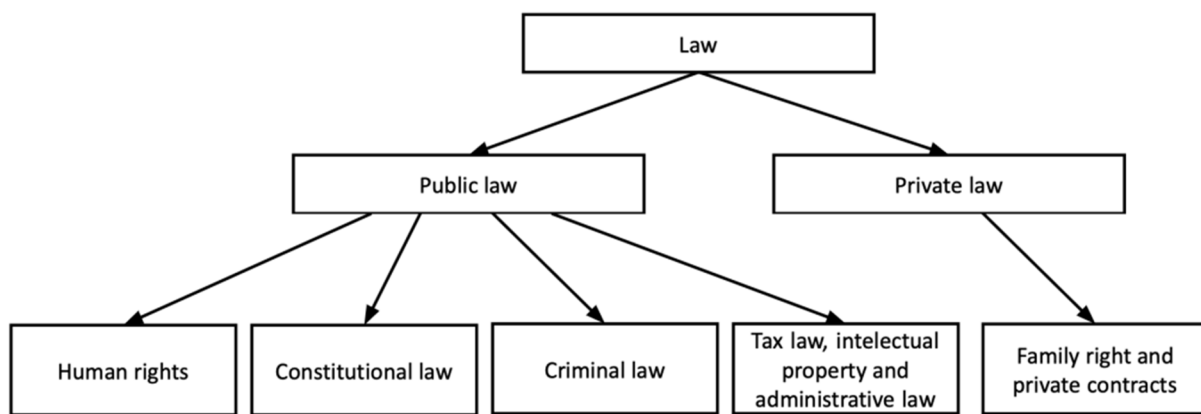 Law
Public law
Private law
Human rights
Constitutional law
Criminal law
Tax law, intelectual
property and
administrative law
Family right and
private contracts